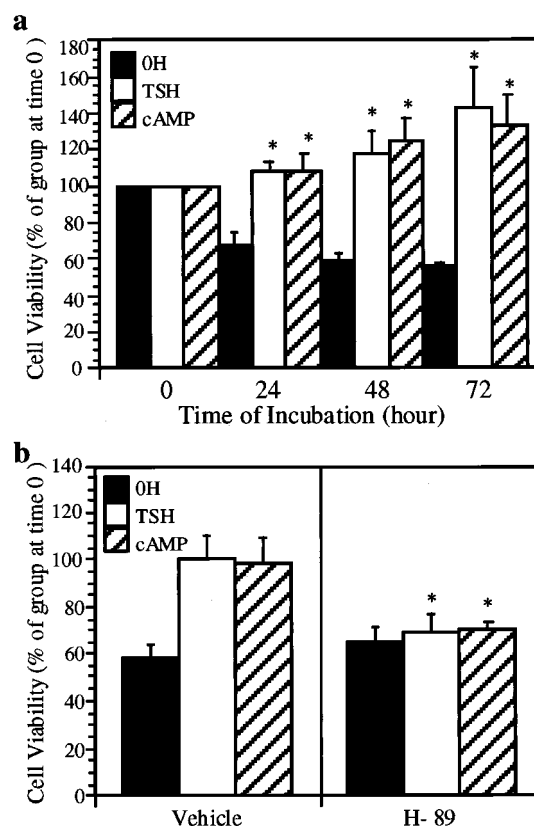 a
Cell Viability (% of group at time 0 )
180
160
140
120
100
80
60
40
20
0
0H
TSH
cAMP
* * * * * *
0 24 48 72
Time of Incubation (hour)
b
Cell Viability (% of group at time 0 )
140
120
100
80
60
40
20
0
0H
TSH
cAMP
* *
Vehicle H- 89